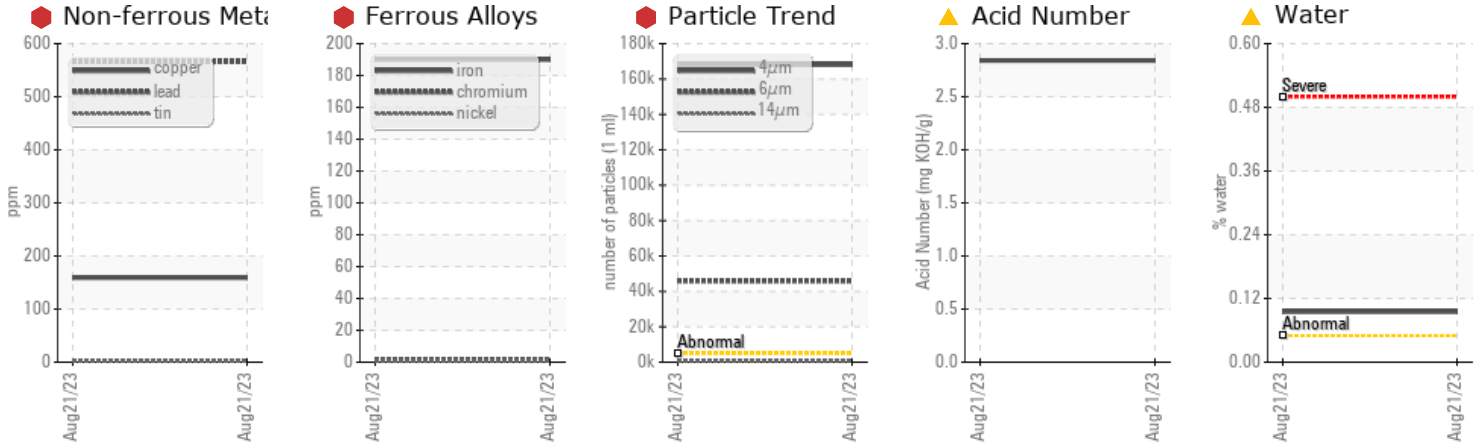 Non-ferrous Meta
600
500
400
300
200
100
0
ppm
copper
lead
tin
Aug21/23
Aug21/23
Ferrous Alloys
200
180
160
140
120
100
80
60
40
20
0
ppm
iron
chromium
nickel
Aug21/23
Aug21/23
Particle Trend
180k
160k
140k
120k
100k
80k
60k
40k
20k
0k
number of particles (1 ml)
4µm
6µm
14µm
Abnormal
Aug21/23
Aug21/23
Acid Number
3.0
2.5
2.0
1.5
1.0
0.5
0.0
Acid Number (mg KOH/g)
Aug21/23
Aug21/23
Water
0.60
0.48
0.36
0.24
0.12
0.00
% water
Severe
Abnormal
Aug21/23
Aug21/23